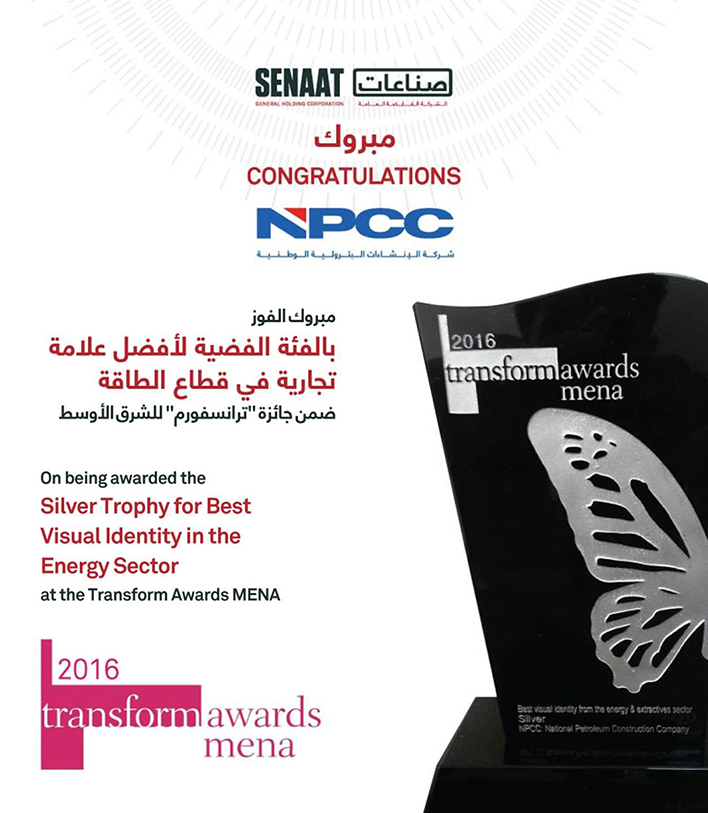 SENAAT صناعات
GENERAL HOLDING CORPORATION الشركة القابضة العامة
مبروك
CONGRATULATIONS
NPCC
شركة الإنشاءات البترولية الوطنية
مبروك الفوز
بالفئة الفضية لأفضل علامة
تجارية في قطاع الطاقة
ضمن جائزة "ترانسفورم" للشرق الأوسط
On being awarded the
Silver Trophy for Best
Visual Identity in the
Energy Sector
at the Transform Awards MENA
2016
transform awards
mena
2016
transform awards
mena
Best visual identity from the energy & extractives sector
Silver
NPCC: National Petroleum Construction Company